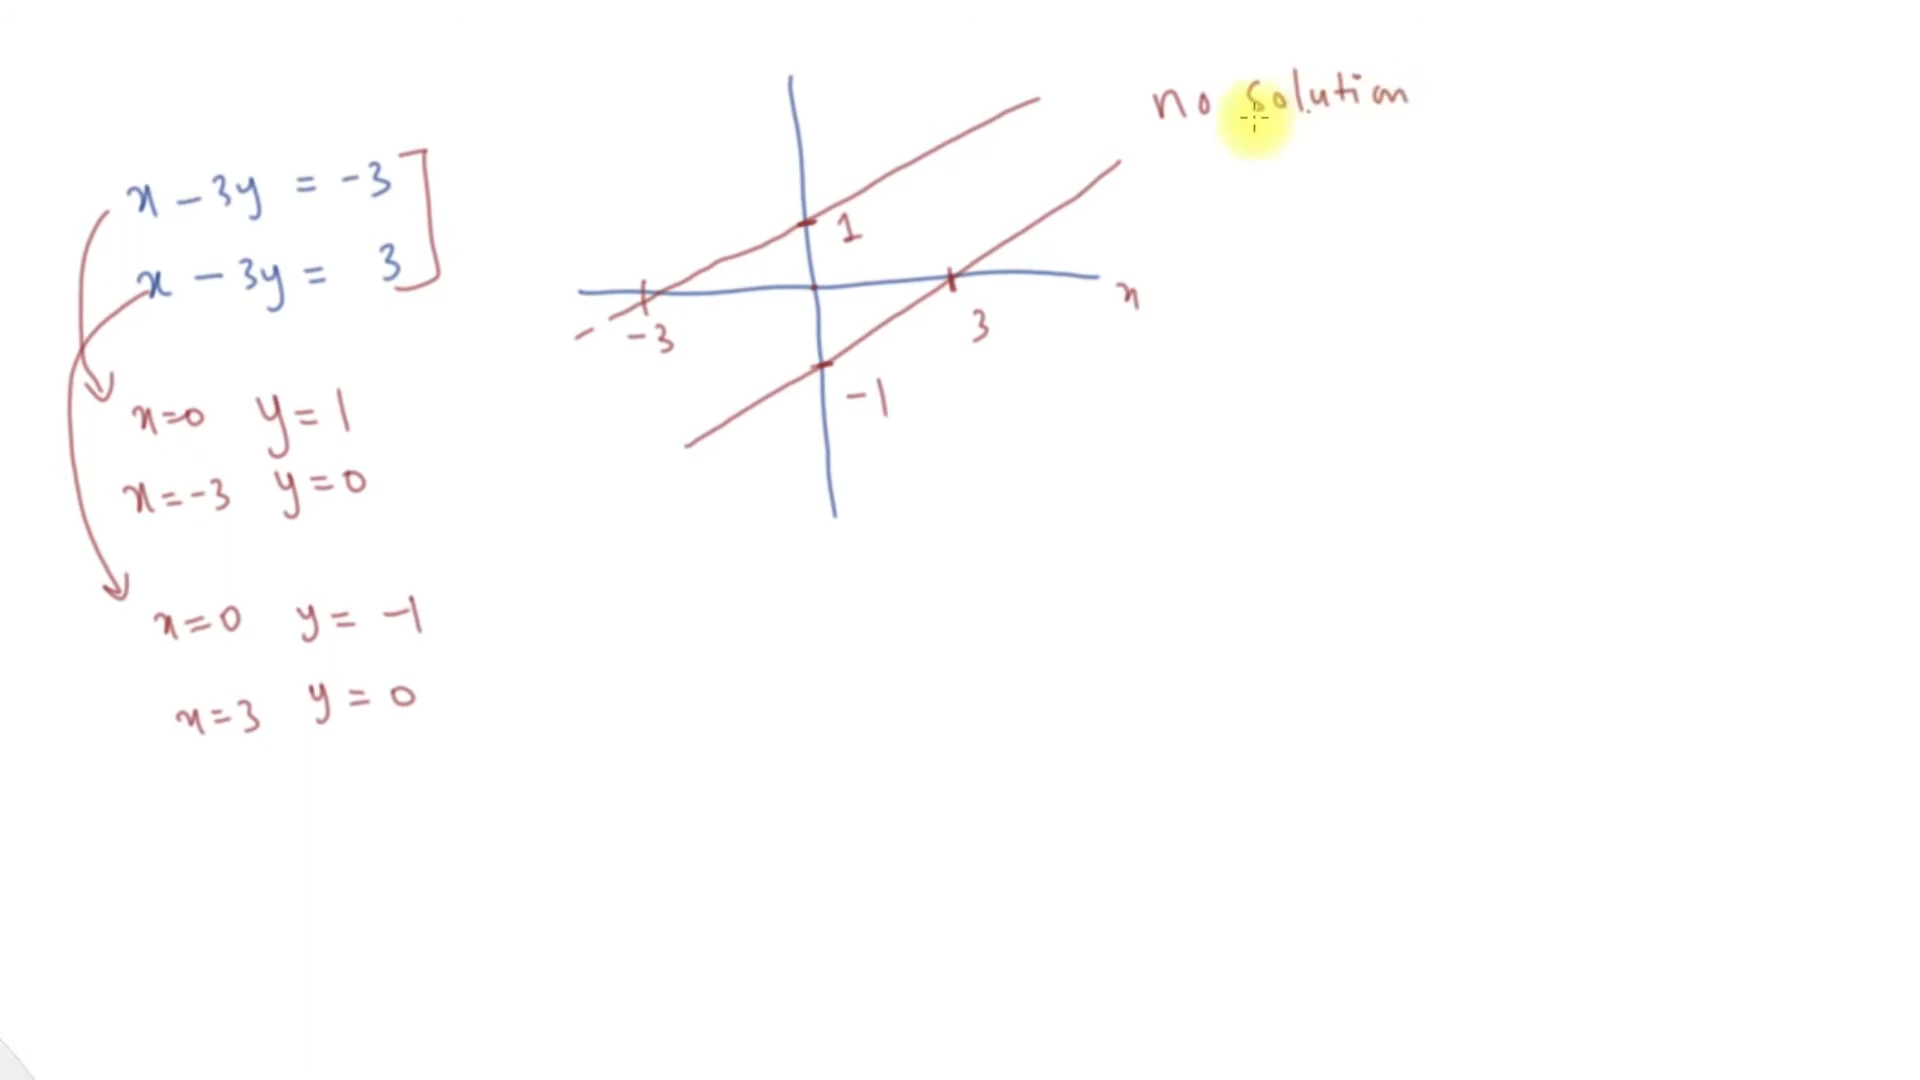 x - 3y = -3
x - 3y = 3
x=0 y=1
x=-3 y=0
x=0 y= -1
x=3 y=0
1
-3
3
x
-1
no solution